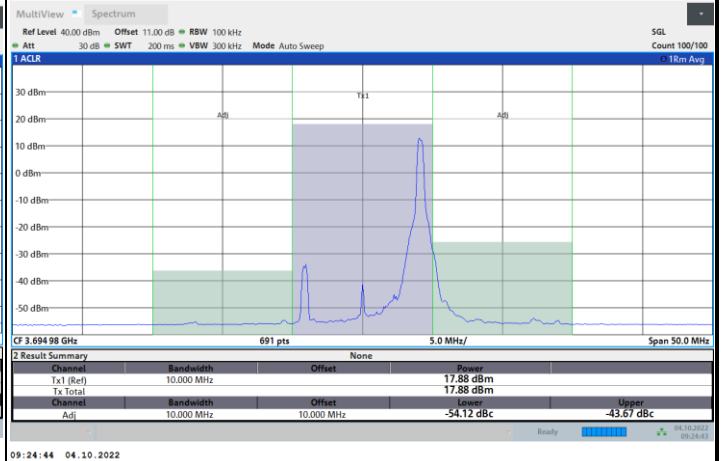 MultiView Spectrum
Ref Level 40.00 dBm Offset 11.00 dB RBW 100 kHz SGL
Att 30 dB SWT 200 ms VBW 300 kHz Mode Auto Sweep Count 100/100
1 ACLR 1Rm Avg
30 dBm
Tx1
20 dBm Adj Adj
10 dBm
0 dBm
-10 dBm
-20 dBm
-30 dBm
-40 dBm
-50 dBm
CF 3.694 98 GHz 691 pts 5.0 MHz/ Span 50.0 MHz
2 Result Summary None
Channel Bandwidth Offset Power
Tx1 (Ref) 10.000 MHz 17.88 dBm
Tx Total 17.88 dBm
Channel Bandwidth Offset Lower Upper
Adj 10.000 MHz 10.000 MHz -54.12 dBc -43.67 dBc
Ready 04.10.2022
09:24:43
09:24:44 04.10.2022